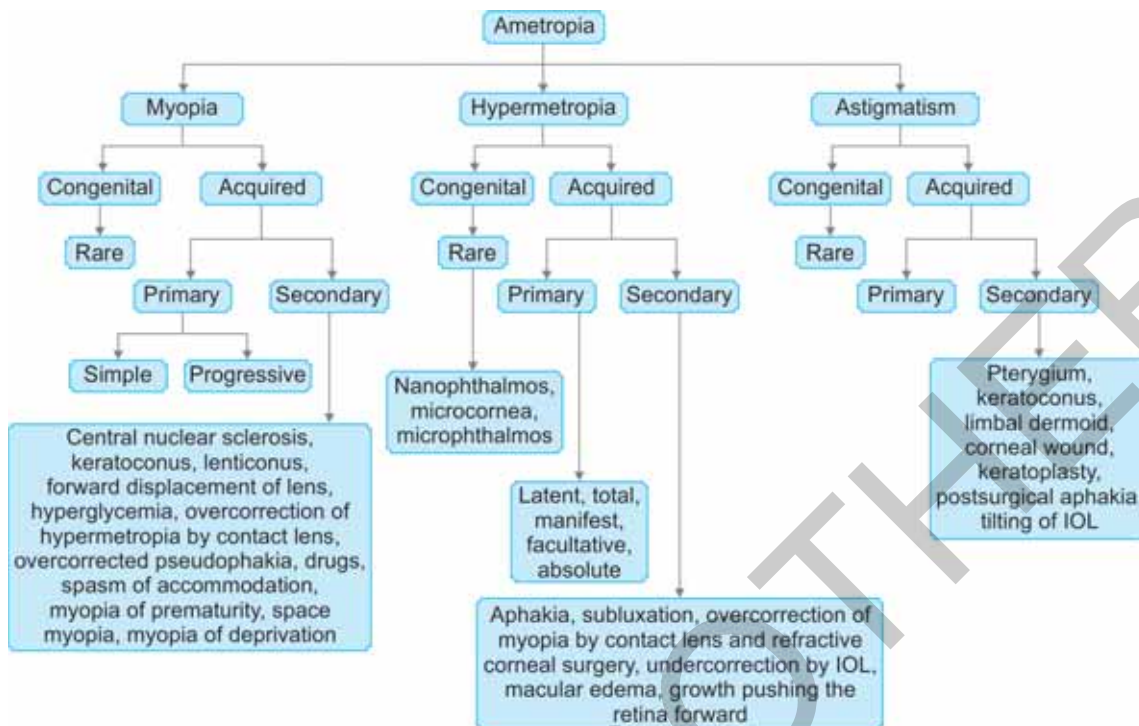 Ametropia
Myopia
Hypermetropia
Astigmatism
Congenital
Acquired
Congenital
Acquired
Congenital
Acquired
Rare
Rare
Rare
Primary
Secondary
Primary
Secondary
Primary
Secondary
Simple
Progressive
Nanophthalmos,
microcornea,
microphthalmos
Pterygium,
keratoconus,
limbal dermoid,
corneal wound,
keratoplasty,
postsurgical aphakia
tilting of IOL
Central nuclear sclerosis,
keratoconus, lenticonus,
forward displacement of lens,
hyperglycemia, overcorrection of
hypermetropia by contact lens,
overcorrected pseudophakia, drugs,
spasm of accommodation,
myopia of prematurity, space
myopia, myopia of deprivation
Latent, total,
manifest,
facultative,
absolute
Aphakia, subluxation, overcorrection of
myopia by contact lens and refractive
corneal surgery, undercorrection by IOL,
macular edema, growth pushing the
retina forward